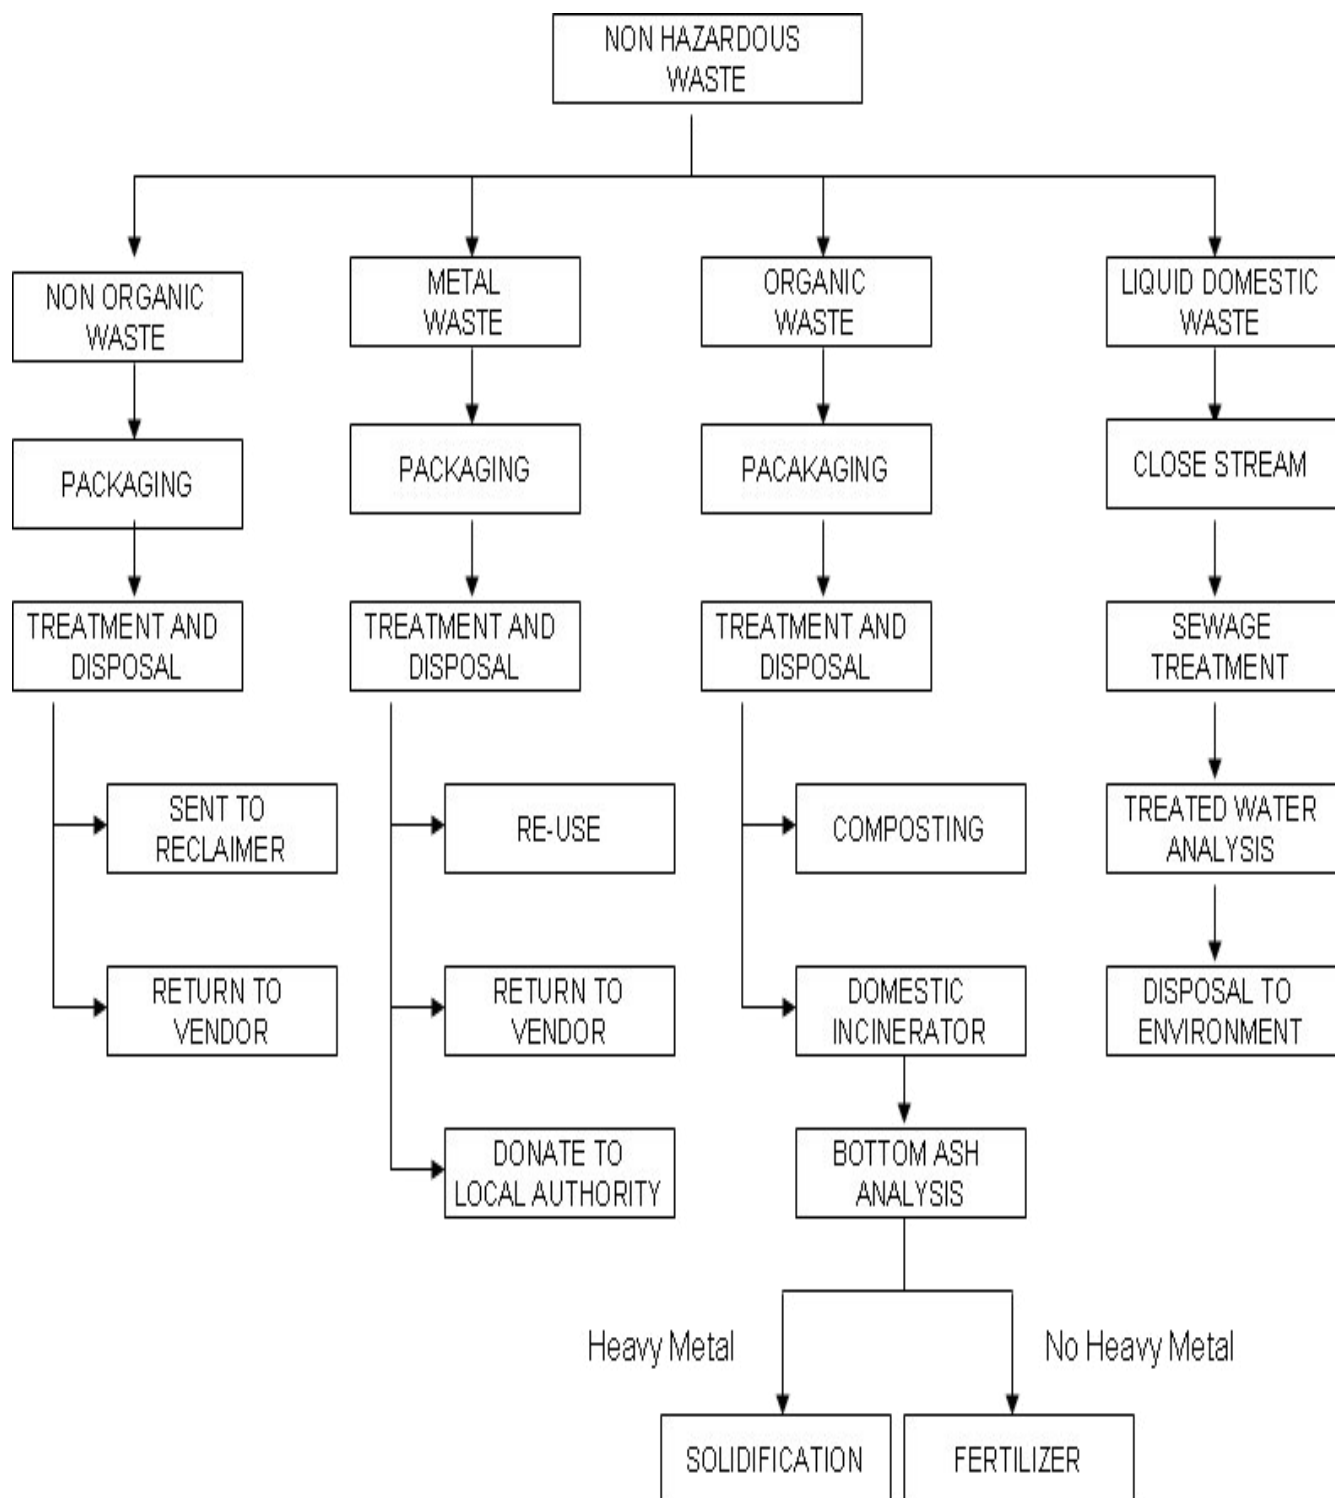 NON HAZARDOUS
WASTE
NON ORGANIC
WASTE
METAL
WASTE
ORGANIC
WASTE
LIQUID DOMESTIC
WASTE
PACKAGING
PACKAGING
PACAKAGING
CLOSE STREAM
TREATMENT AND
DISPOSAL
TREATMENT AND
DISPOSAL
TREATMENT AND
DISPOSAL
SEWAGE
TREATMENT
SENT TO
RECLAIMER
RE-USE
COMPOSTING
TREATED WATER
ANALYSIS
RETURN TO
VENDOR
RETURN TO
VENDOR
DOMESTIC
INCINERATOR
DISPOSAL TO
ENVIRONMENT
DONATE TO
LOCAL AUTHORITY
BOTTOM ASH
ANALYSIS
Heavy Metal
No Heavy Metal
SOLIDIFICATION
FERTILIZER